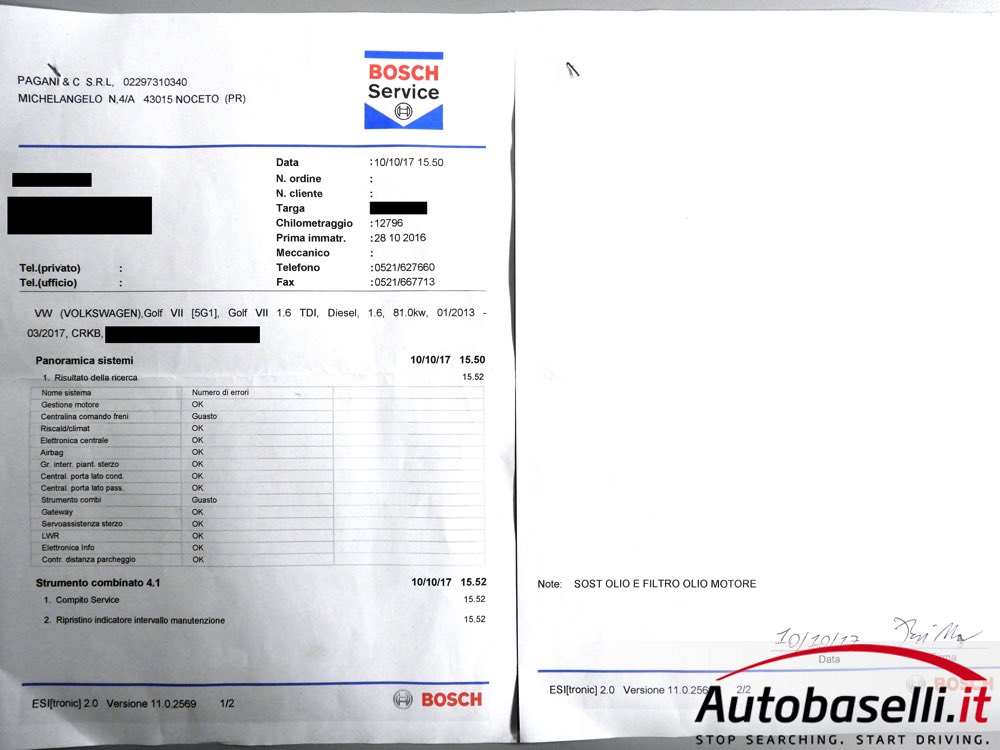 PAGANI & C S.R.L, 02297310340
MICHELANGELO N,4/A 43015 NOCETO (PR)
BOSCH
Service
Data :10/10/17 15.50
N. ordine :
N. cliente :
Targa
Chilometraggio :12796
Prima immatr. :28 10 2016
Meccanico :
Tel.(privato) : Telefono :0521/627660
Tel.(ufficio) : Fax :0521/667713
VW (VOLKSWAGEN),Golf VII [5G1], Golf VII 1.6 TDI, Diesel, 1.6, 81.0kw, 01/2013 -
03/2017, CRKB,
Panoramica sistemi 10/10/17 15.50
1. Risultato della ricerca 15.52
Nome sistema Numero di errori
Gestione motore OK
Centralina comando freni Guasto
Riscald/climat OK
Elettronica centrale OK
Airbag OK
Gr. interr. piant. sterzo OK
Central. porta lato cond. OK
Central. porta lato pass. OK
Strumento combi Guasto
Gateway OK
Servoassistenza sterzo OK
LWR OK
Elettronica Info OK
Contr. distanza parcheggio OK
Strumento combinato 4.1 10/10/17 15.52
1. Compito Service 15.52
2. Ripristino indicatore intervallo manutenzione 15.52
ESI[tronic] 2.0 Versione 11.0.2569 1/2 BOSCH
Note: SOST OLIO E FILTRO OLIO MOTORE
10/10/17
Data
ESI[tronic] 2.0 Versione 11.0.2569 2/2 BOSCH
Autobaselli.it
STOP SEARCHING. START DRIVING.